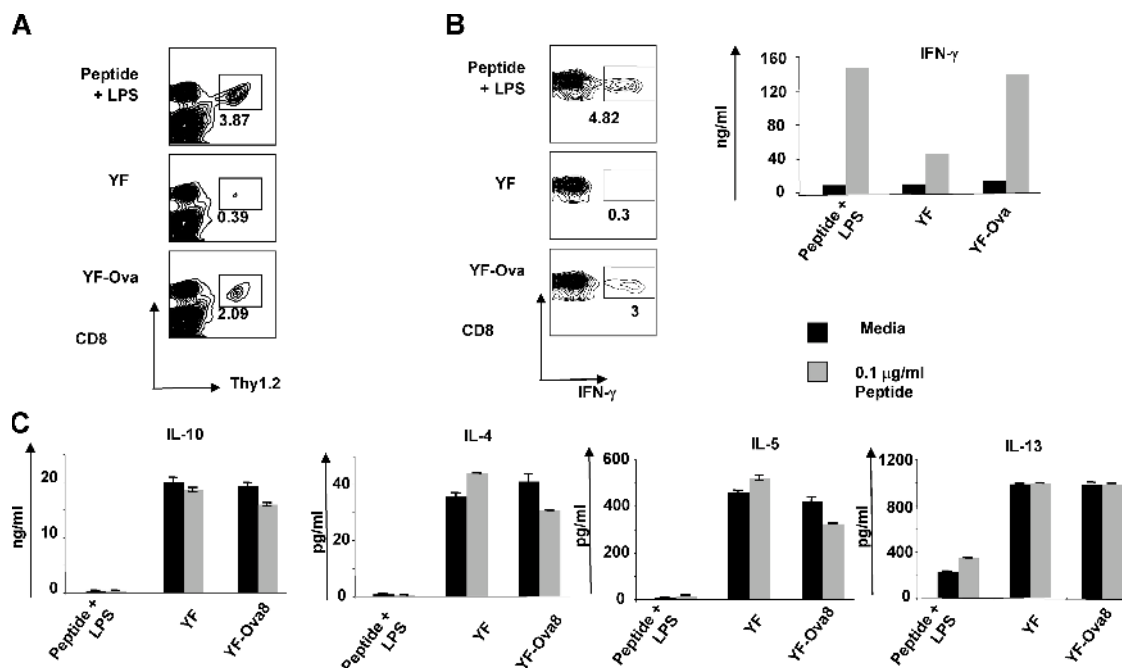 A
Peptide
+ LPS
3.87
YF
0.39
YF-Ova
2.09
CD8
Thy1.2
B
Peptide
+ LPS
4.82
YF
0.3
YF-Ova
3
CD8
IFN-γ
IFN-γ
ng/ml
160
120
80
40
0
Peptide +
LPS
YF
YF-Ova
Media
0.1 μg/ml
Peptide
C
IL-10
ng/ml
20
10
0
Peptide +
LPS
YF
YF-Ova8
IL-4
pg/ml
40
20
0
Peptide +
LPS
YF
YF-Ova8
IL-5
pg/ml
600
400
200
0
Peptide +
LPS
YF
YF-Ova8
IL-13
pg/ml
1200
1000
400
0
Peptide +
LPS
YF
YF-Ova8